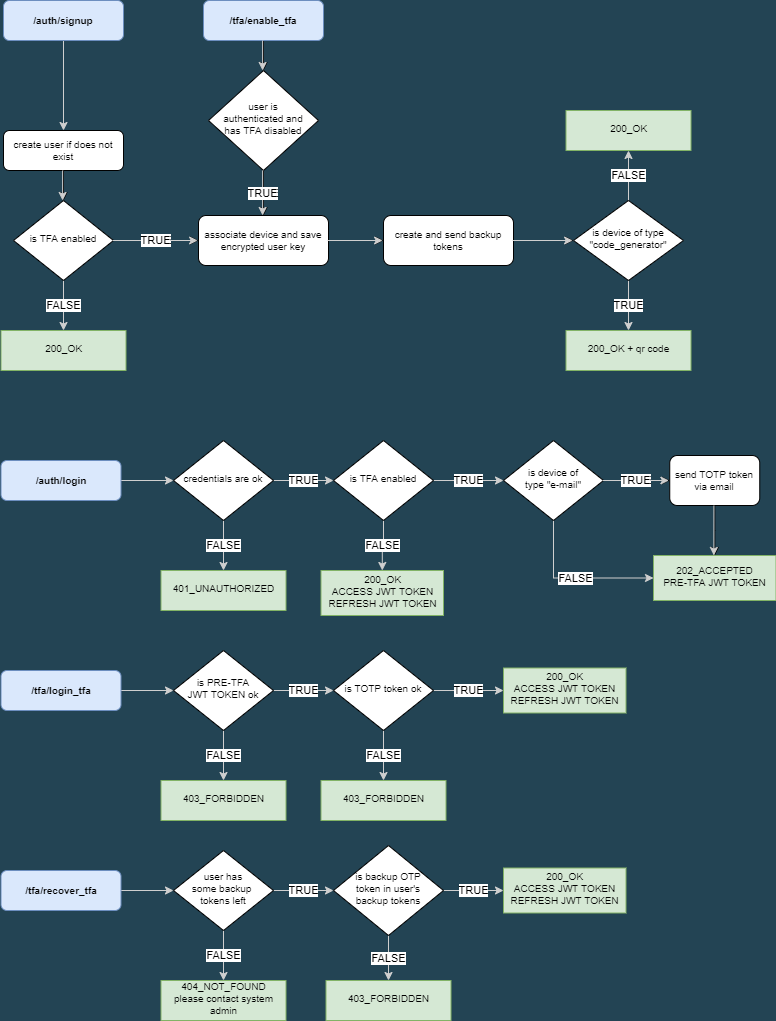 /auth/signup
/tfa/enable_tfa
user is
authenticated and
has TFA disabled
200_OK
create user if does not
exist
FALSE
TRUE
is TFA enabled
TRUE
associate device and save
encrypted user key
create and send backup
tokens
is device of type
"code_generator"
FALSE
TRUE
200_OK
200_OK + qr code
/auth/login
credentials are ok
TRUE
is TFA enabled
TRUE
is device of
type "e-mail"
TRUE
send TOTP token
via email
FALSE
FALSE
FALSE
401_UNAUTHORIZED
200_OK
ACCESS JWT TOKEN
REFRESH JWT TOKEN
202_ACCEPTED
PRE-TFA JWT TOKEN
/tfa/login_tfa
is PRE-TFA
JWT TOKEN ok
TRUE
is TOTP token ok
TRUE
200_OK
ACCESS JWT TOKEN
REFRESH JWT TOKEN
FALSE
FALSE
403_FORBIDDEN
403_FORBIDDEN
/tfa/recover_tfa
user has
some backup
tokens left
TRUE
is backup OTP
token in user's
backup tokens
TRUE
200_OK
ACCESS JWT TOKEN
REFRESH JWT TOKEN
FALSE
FALSE
404_NOT_FOUND
please contact system
admin
403_FORBIDDEN